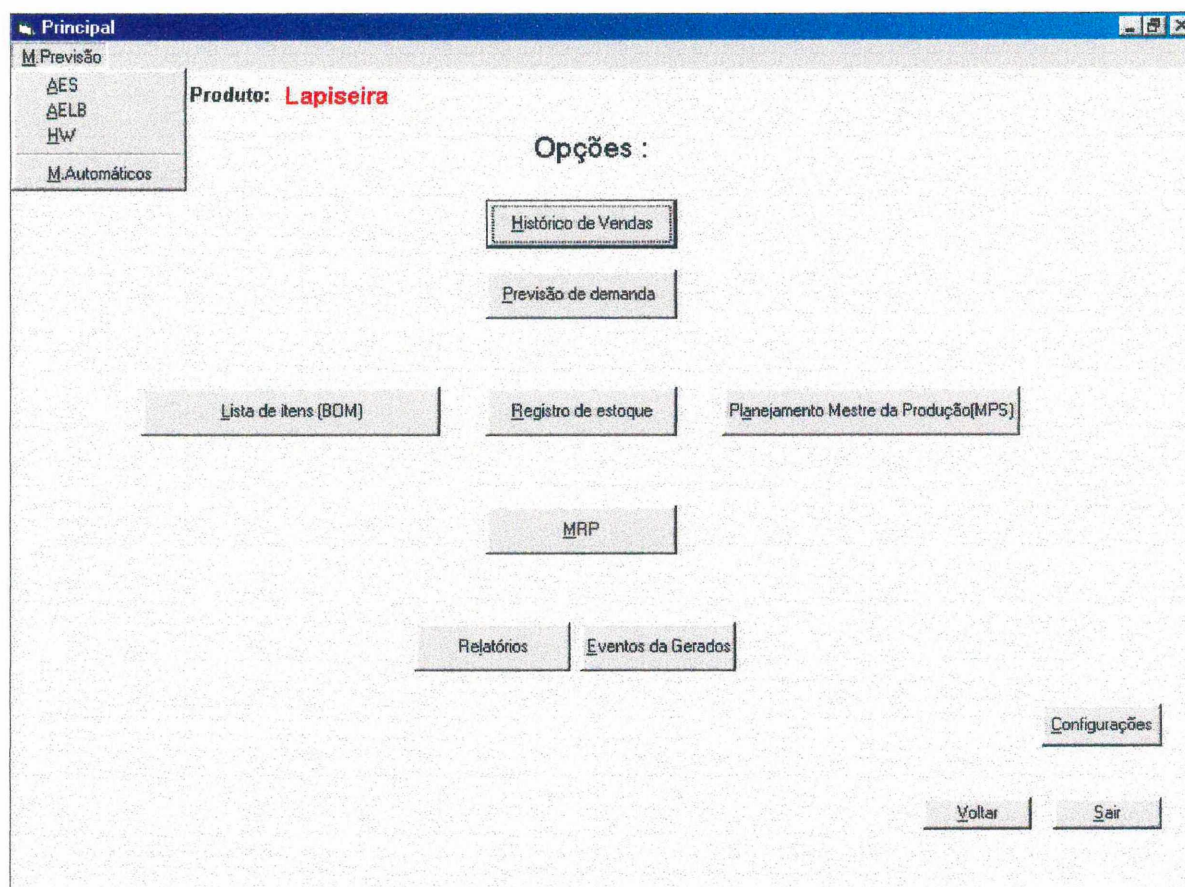 Principal
M.Previsão
AES
AELB
HW
M.Automáticos
Produto: Lapiseira
Opções :
Histórico de Vendas
Previsão de demanda
Lista de itens (BOM)
Registro de estoque
Planejamento Mestre da Produção(MPS)
MRP
Relatórios
Eventos da Gerados
Configurações
Voltar
Sair